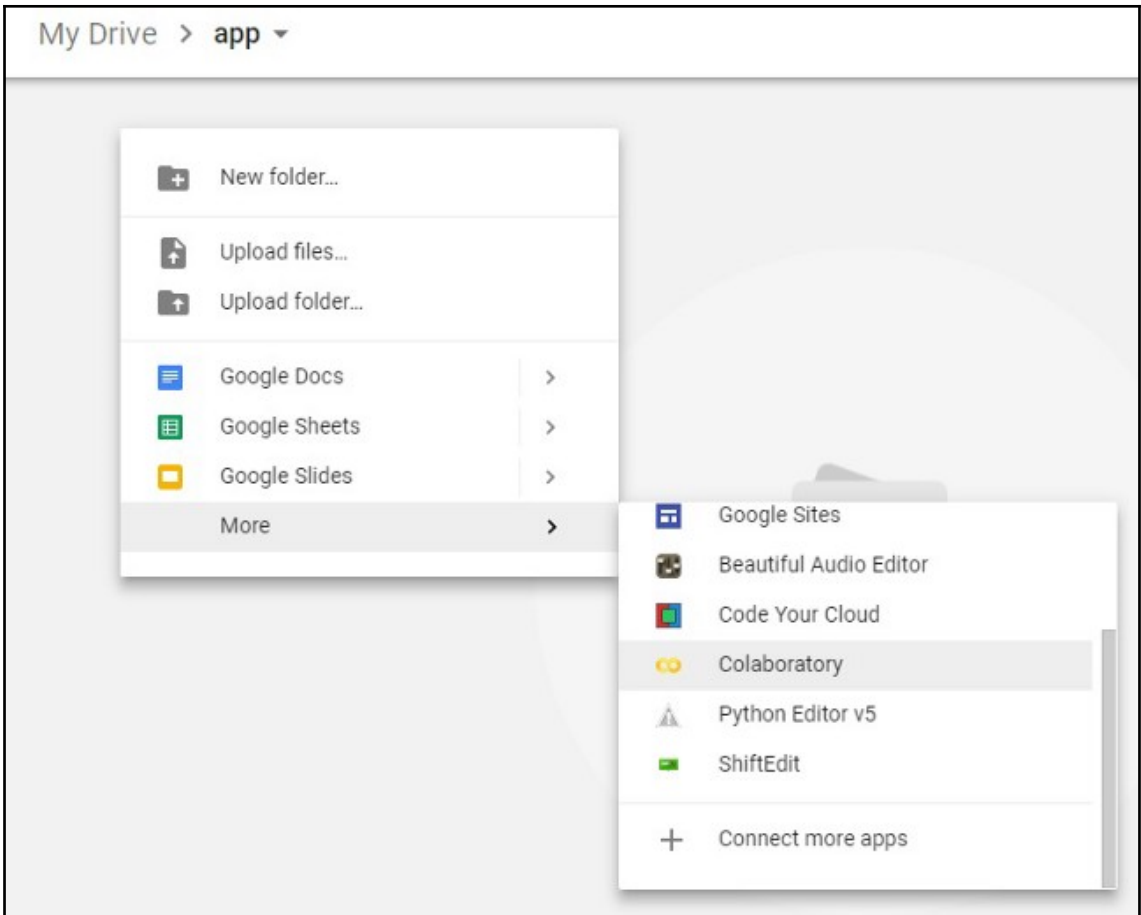 My Drive > app
New folder...
Upload files...
Upload folder...
Google Docs
Google Sheets
Google Slides
More
Google Sites
Beautiful Audio Editor
Code Your Cloud
Colaboratory
Python Editor v5
ShiftEdit
Connect more apps